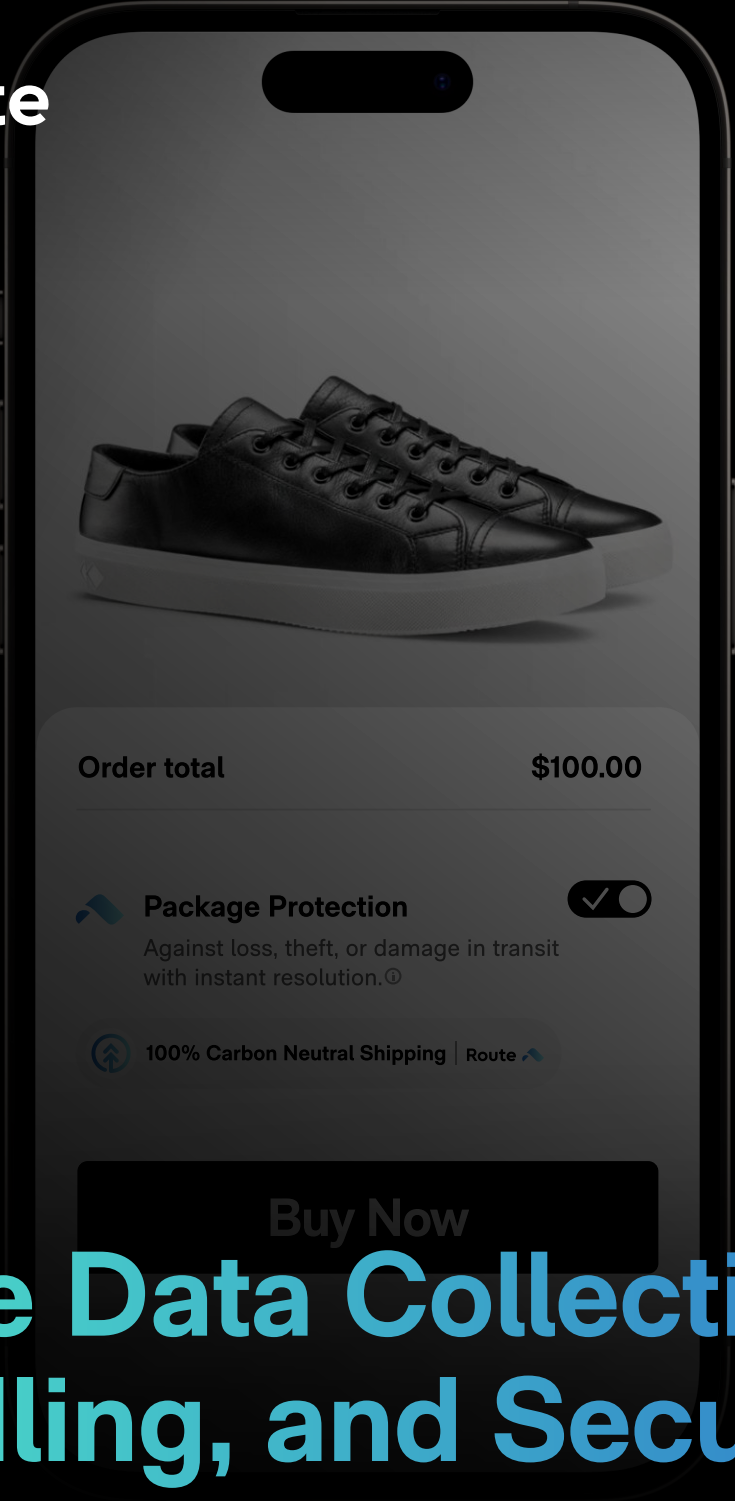 te
Order total $100.00
Package Protection
Against loss, theft, or damage in transit
with instant resolution.
100% Carbon Neutral Shipping | Route
Buy Now
e Data Collecti
lling, and Secu